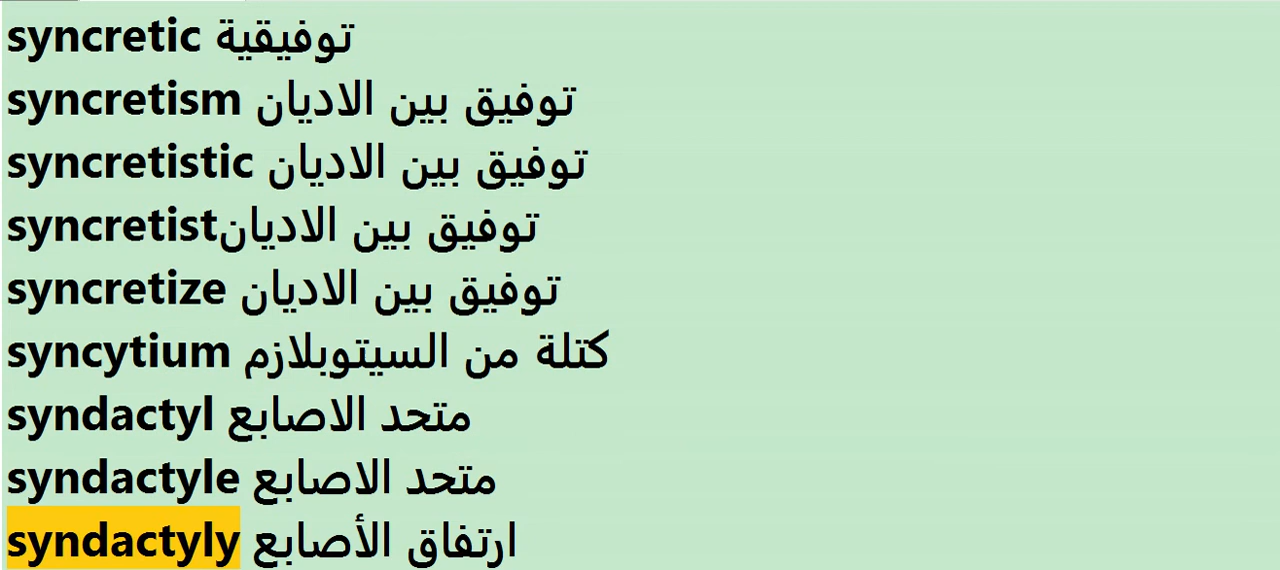 syncretic توفيقية
syncretism توفيق بين الاديان
syncretistic توفيق بين الاديان
syncretistتوفيق بين الاديان
syncretize توفيق بين الاديان
syncytium كتلة من السيتوبلازم
syndactyl متحد الاصابع
syndactyle متحد الاصابع
syndactyly ارتفاق الأصابع